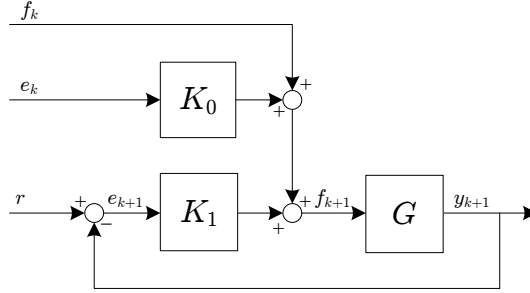 f_k
+
e_k
K_0
+
r
+
e_{k+1}
K_1
+
+
f_{k+1}
G
y_{k+1}
−